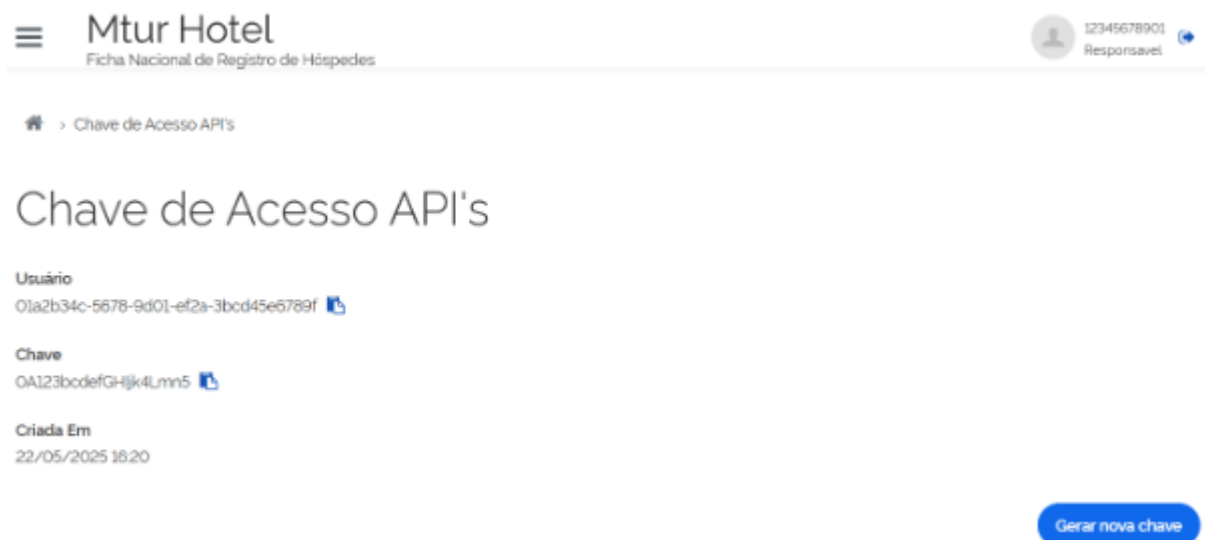 Mtur Hotel
Ficha Nacional de Registro de Hóspedes
12345678901
Responsavel
> Chave de Acesso API's
Chave de Acesso API's
Usuário
01a2b34c-5678-9d01-ef2a-3bcd45e6789f
Chave
0A123bcdefGHIjk4Lmn5
Criada Em
22/05/2025 16:20
Gerar nova chave